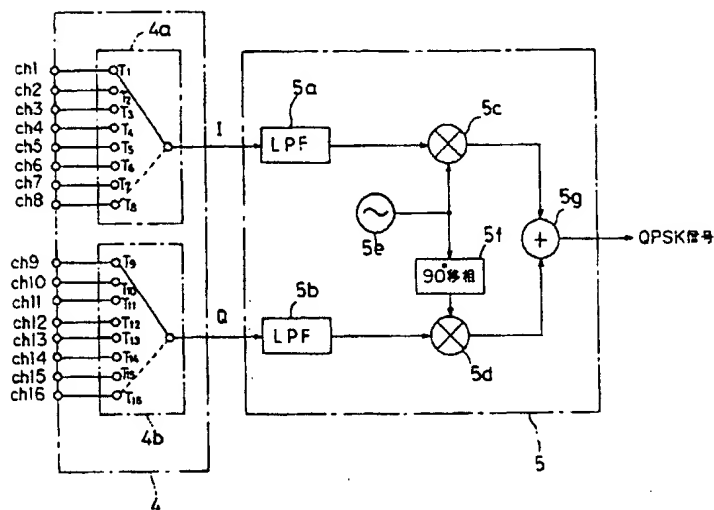 4a
ch1
T1
ch2
T2
ch3
T3
ch4
T4
ch5
T5
ch6
T6
ch7
T7
ch8
T8
I
5a
LPF
5c
5e
5f
90°移相
5g
QPSK信号
ch9
T9
ch10
T10
ch11
T11
ch12
T12
ch13
T13
ch14
T14
ch15
T15
ch16
T16
Q
5b
LPF
5d
4b
4
5